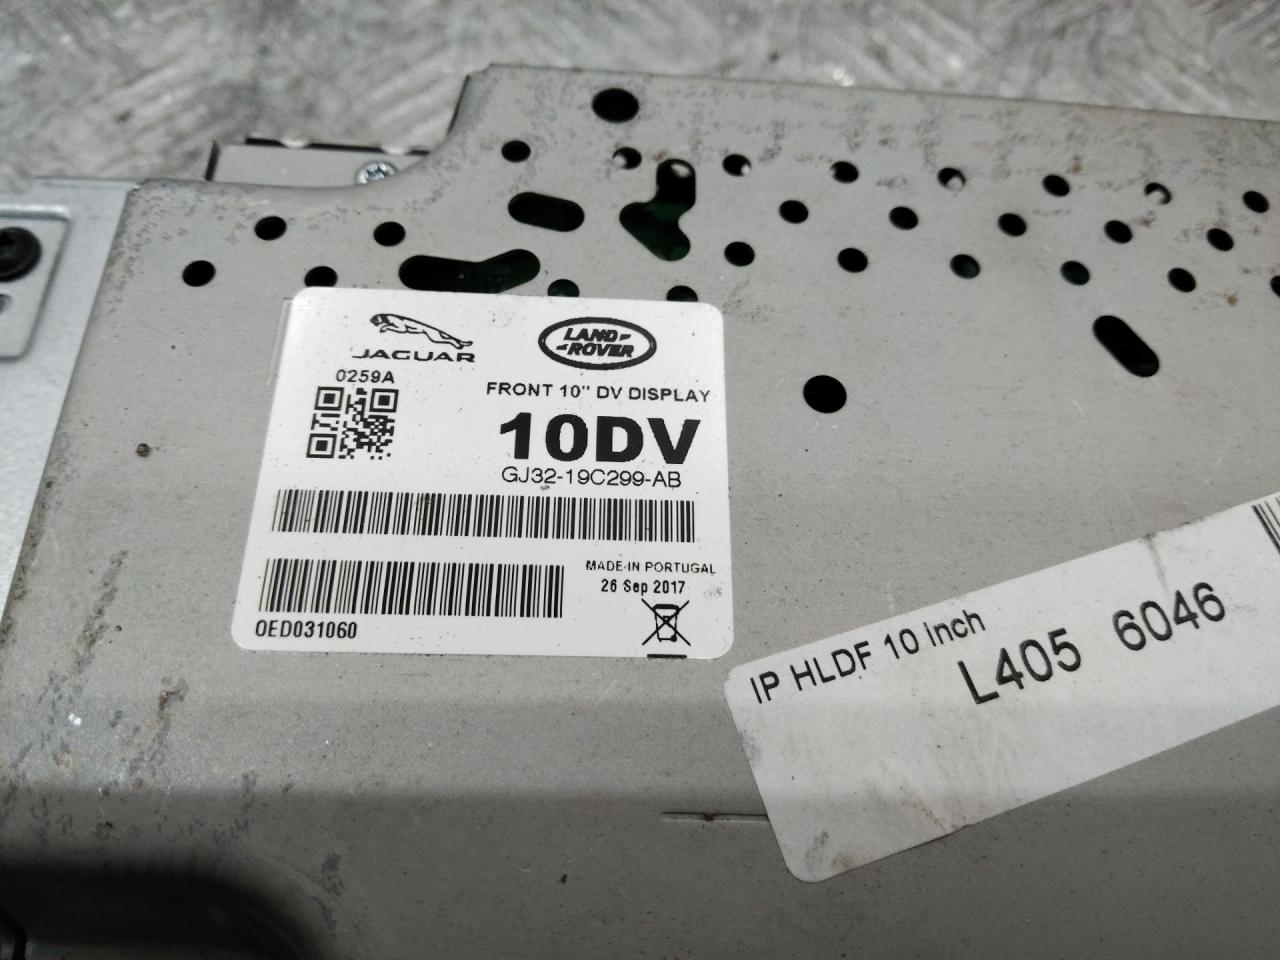 JAGUAR
LAND-
-ROVER
0259A
FRONT 10" DV DISPLAY
10DV
GJ32-19C299-AB
MADE IN PORTUGAL
26 Sep 2017
OED031060
IP HLDF 10 inch
L405 6046